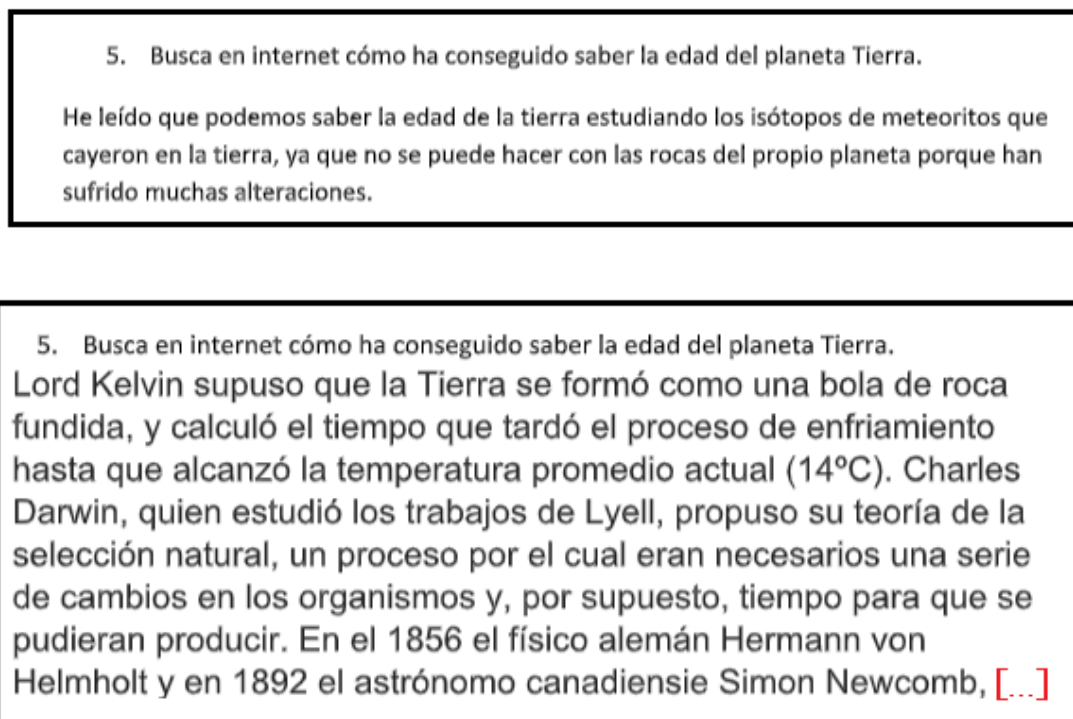 5. Busca en internet cómo ha conseguido saber la edad del planeta Tierra.
He leído que podemos saber la edad de la tierra estudiando los isótopos de meteoritos que
cayeron en la tierra, ya que no se puede hacer con las rocas del propio planeta porque han
sufrido muchas alteraciones.
5. Busca en internet cómo ha conseguido saber la edad del planeta Tierra.
Lord Kelvin supuso que la Tierra se formó como una bola de roca
fundida, y calculó el tiempo que tardó el proceso de enfriamiento
hasta que alcanzó la temperatura promedio actual (14ºC). Charles
Darwin, quien estudió los trabajos de Lyell, propuso su teoría de la
selección natural, un proceso por el cual eran necesarios una serie
de cambios en los organismos y, por supuesto, tiempo para que se
pudieran producir. En el 1856 el físico alemán Hermann von
Helmholt y en 1892 el astrónomo canadiensie Simon Newcomb, [...]